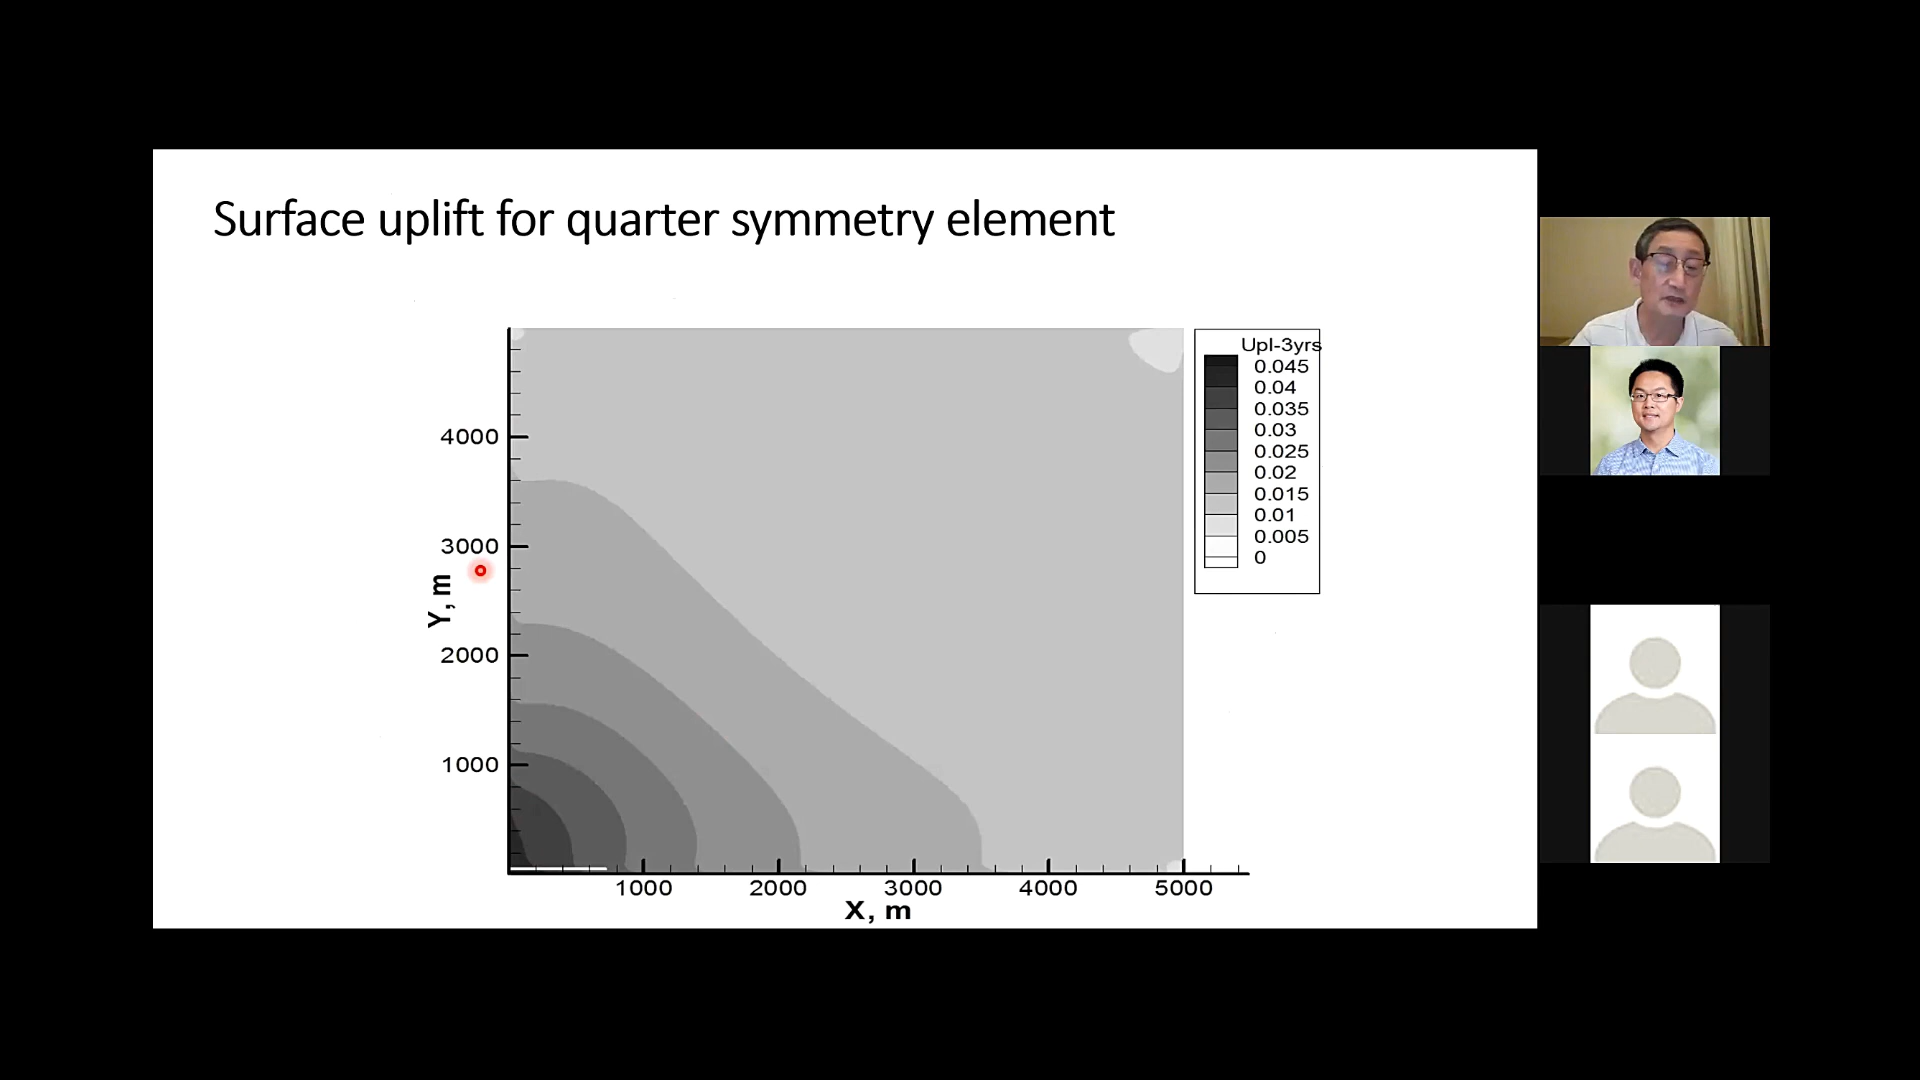 Surface uplift for quarter symmetry element
Upl-3yrs
0.045
0.04
0.035
0.03
0.025
0.02
0.015
0.01
0.005
0
4000
3000
2000
1000
Y, m
1000 2000 3000 4000 5000
X, m